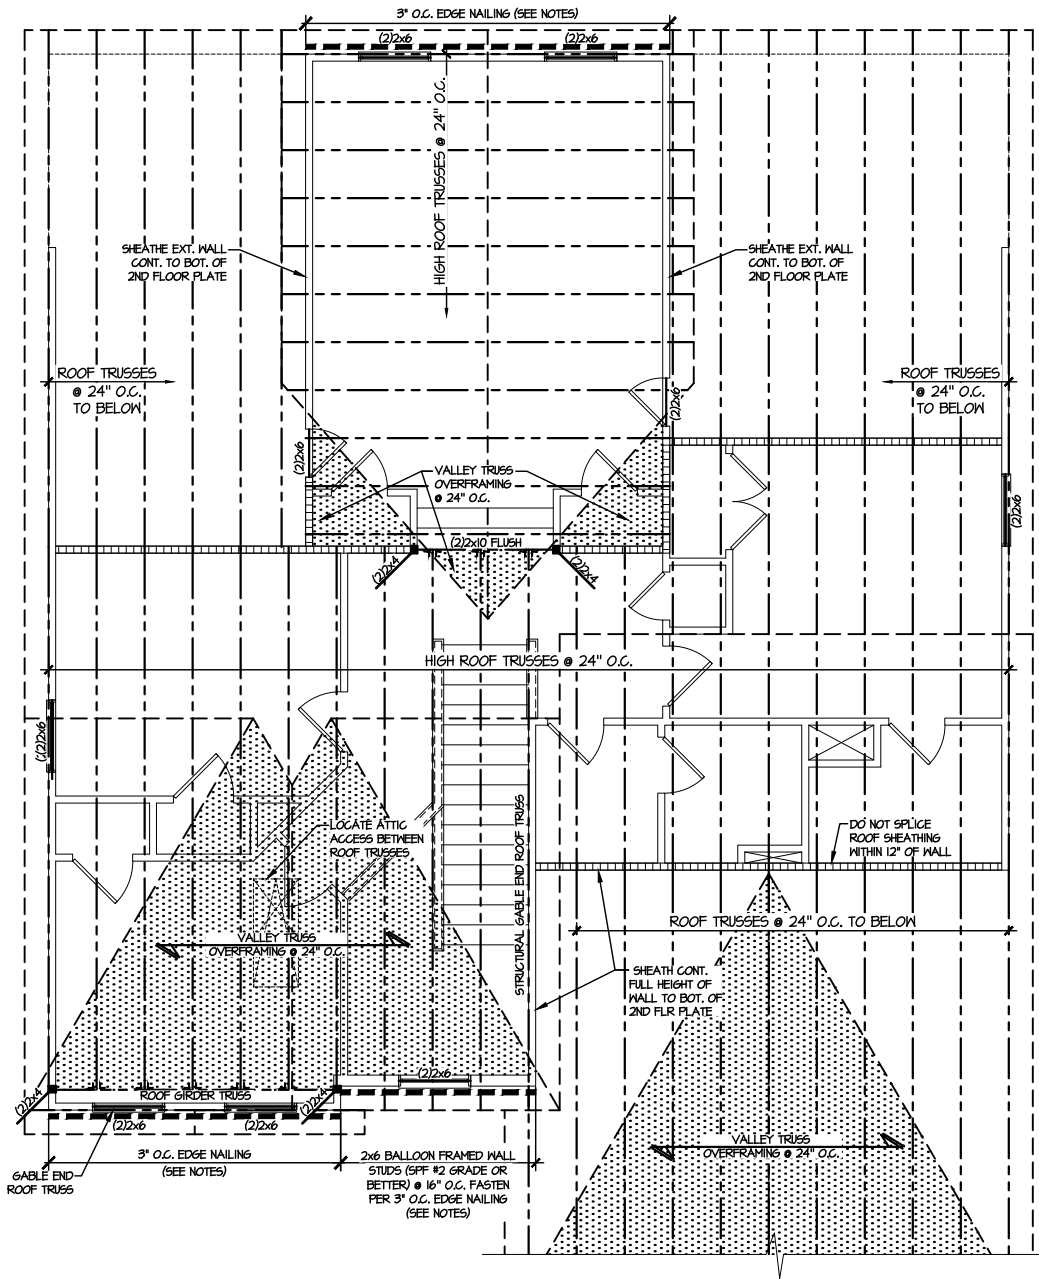 3" O.C. EDGE NAILING (SEE NOTES)
(2)2x6
(2)2x6
HIGH ROOF TRUSSES @ 24" O.C.
SHEATHE EXT. WALL
CONT. TO BOT. OF
2ND FLOOR PLATE
SHEATHE EXT. WALL
CONT. TO BOT. OF
2ND FLOOR PLATE
ROOF TRUSSES
@ 24" O.C.
TO BELOW
ROOF TRUSSES
@ 24" O.C.
TO BELOW
(2)2x6
(2)2x6
VALLEY TRUSS
OVERFRAMING
@ 24" O.C.
(2)2x6
(2)2x10 FLUSH
(2)2x4
(2)2x4
HIGH ROOF TRUSSES @ 24" O.C.
(2)2x6
LOCATE ATTIC
ACCESS BETWEEN
ROOF TRUSSES
STRUCTURAL GABLE END ROOF TRUSS
DO NOT SPLICE
ROOF SHEATHING
WITHIN 12" OF WALL
ROOF TRUSSES @ 24" O.C. TO BELOW
VALLEY TRUSS
OVERFRAMING @ 24" O.C.
SHEATH CONT.
FULL HEIGHT OF
WALL TO BOT. OF
2ND FLR PLATE
(2)2x6
ROOF GIRDER TRUSS
(2)2x4
(2)2x4
(2)2x6
(2)2x6
VALLEY TRUSS
OVERFRAMING @ 24" O.C.
3" O.C. EDGE NAILING
(SEE NOTES)
GABLE END
ROOF TRUSS
2x6 BALLOON FRAMED WALL
STUDS (SPF #2 GRADE OR
BETTER) @ 16" O.C. FASTEN
PER 3" O.C. EDGE NAILING
(SEE NOTES)